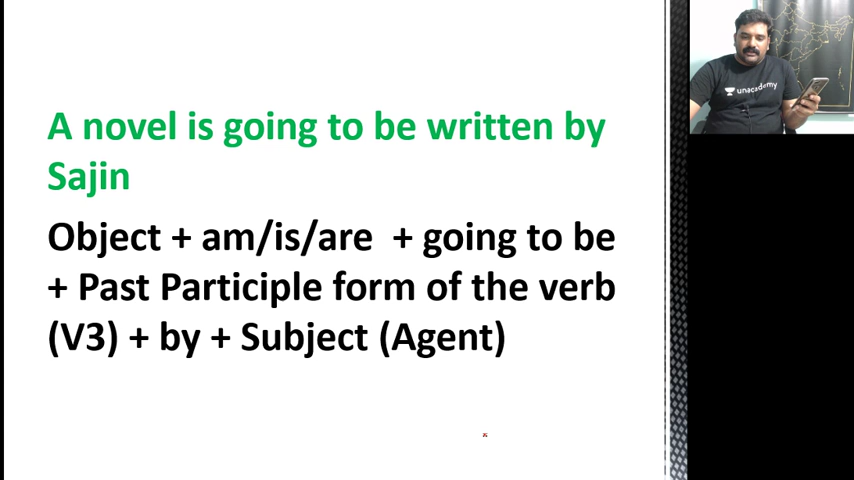 A novel is going to be written by
Sajin
Object + am/is/are + going to be
+ Past Participle form of the verb
(V3) + by + Subject (Agent)
unacademy